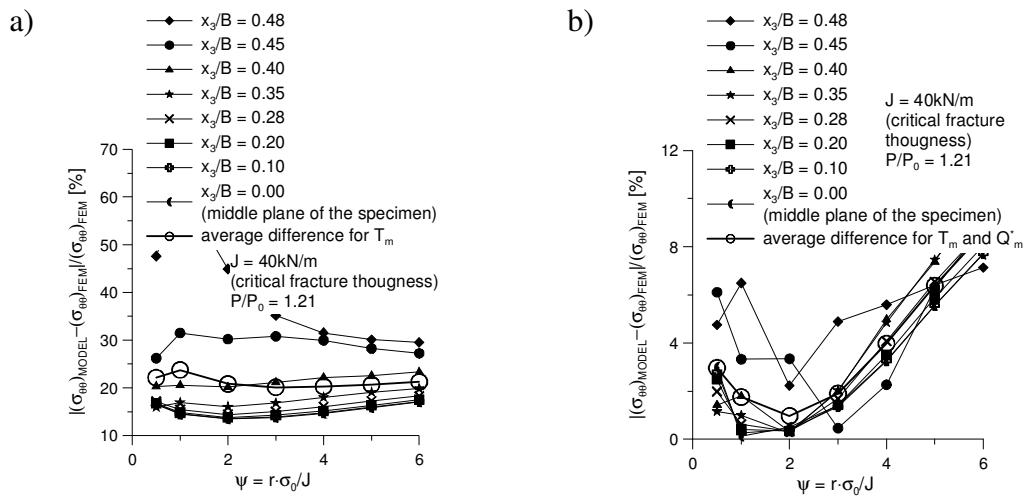 a)
x3/B = 0.48
x3/B = 0.45
x3/B = 0.40
x3/B = 0.35
x3/B = 0.28
x3/B = 0.20
x3/B = 0.10
x3/B = 0.00
(middle plane of the specimen)
average difference for Tm
J = 40kN/m
(critical fracture thougness)
P/P0 = 1.21
|(σθθ)MODEL−(σθθ)FEM|/(σθθ)FEM [%]
70
60
50
40
30
20
10
0
2
4
6
ψ = r·σ0/J
b)
x3/B = 0.48
x3/B = 0.45
x3/B = 0.40
x3/B = 0.35
x3/B = 0.28
x3/B = 0.20
x3/B = 0.10
x3/B = 0.00
(middle plane of the specimen)
average difference for Tm and Q*m
J = 40kN/m
(critical fracture
thougness)
P/P0 = 1.21
|(σθθ)MODEL−(σθθ)FEM|/(σθθ)FEM [%]
12
8
4
0
0
2
4
6
ψ = r·σ0/J